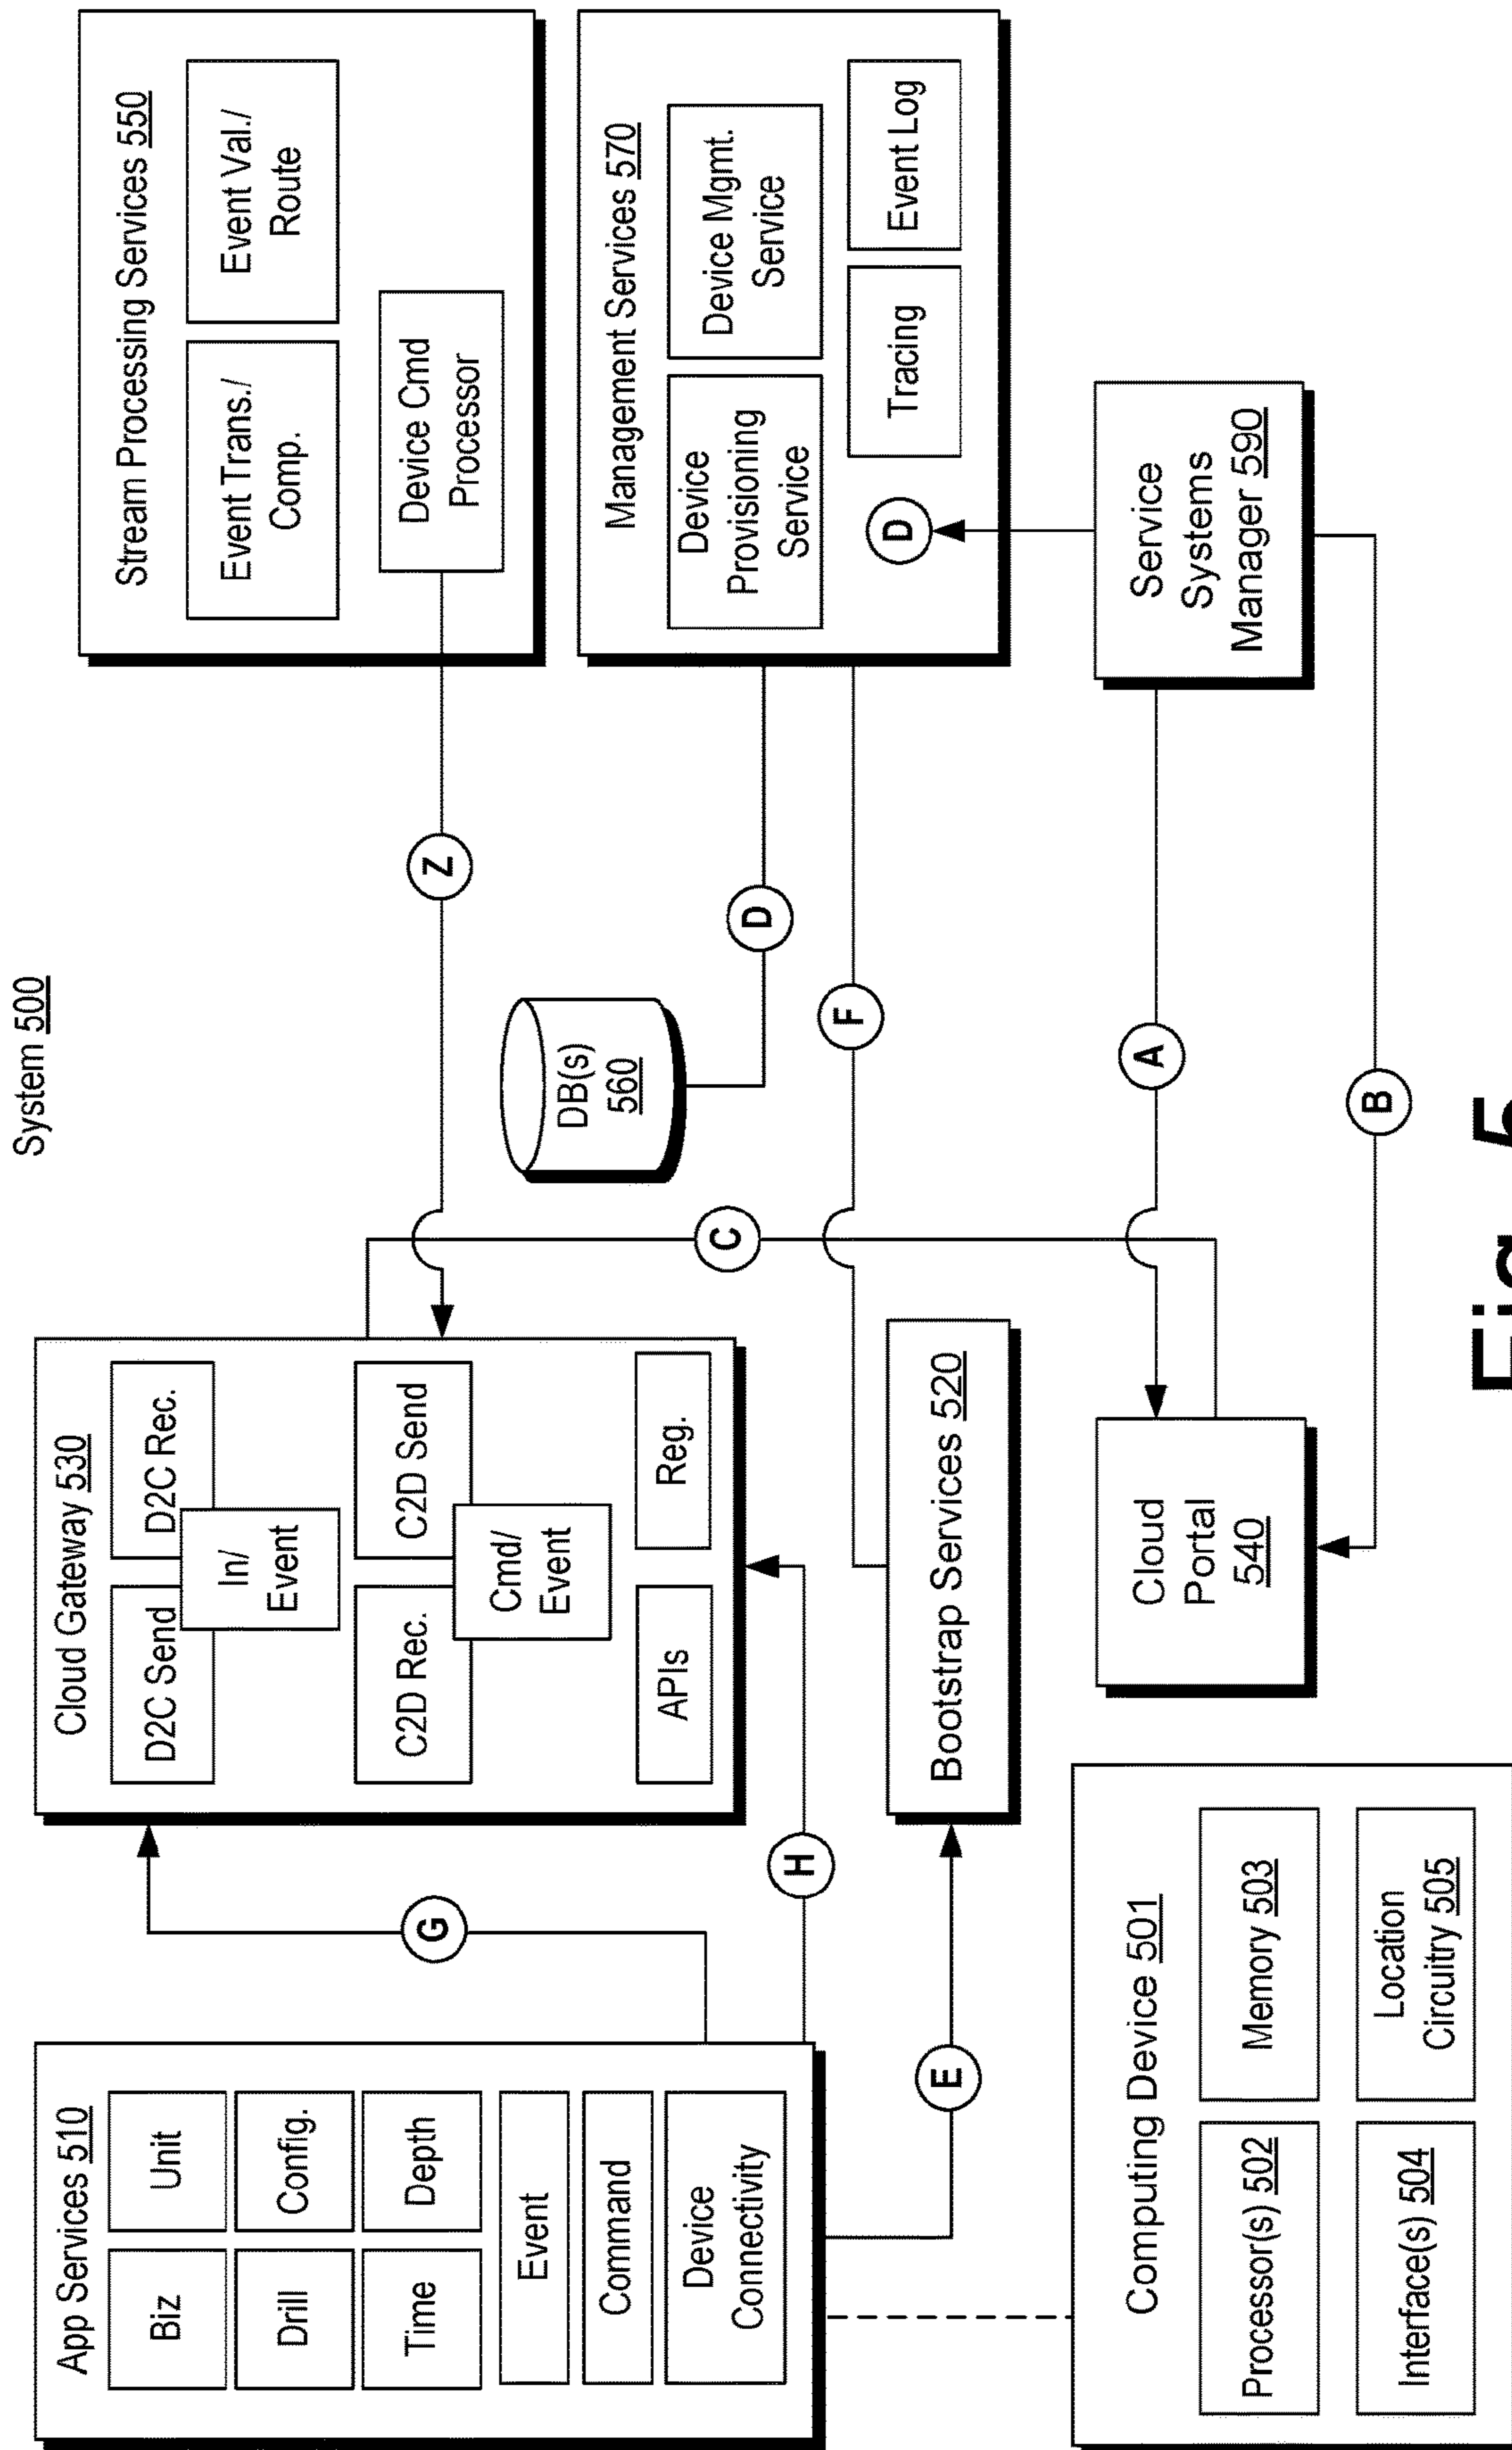 System 500
App Services 510
Biz
Unit
Drill
Config.
Time
Depth
Event
Command
Device
Connectivity
G
H
E
Cloud Gateway 530
D2C Send
D2C Rec.
In/
Event
C2D Rec.
C2D Send
Cmd/
Event
APIs
Reg.
Bootstrap Services 520
Z
C
DB(s)
560
D
F
Stream Processing Services 550
Event Trans./
Comp.
Event Val./
Route
Device Cmd
Processor
Management Services 570
Device
Provisioning
Service
Device Mgmt.
Service
D
Tracing
Event Log
Computing Device 501
Processor(s) 502
Memory 503
Interface(s) 504
Location
Circuitry 505
Cloud
Portal
540
A
B
Service
Systems
Manager 590
Fig. 5